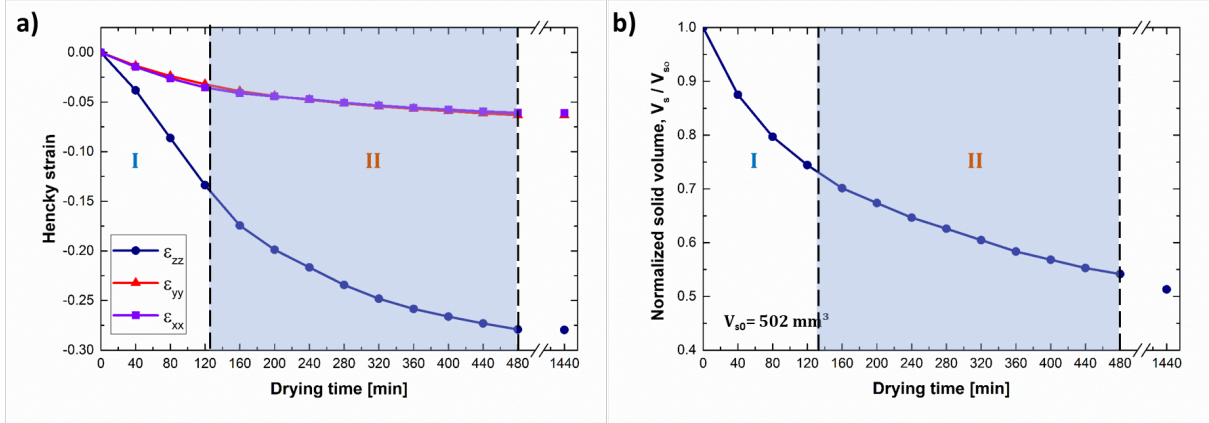 a)
Hencky strain
0.00
-0.05
-0.10
-0.15
-0.20
-0.25
-0.30
I
II
εzz
εyy
εxx
0 40 80 120 160 200 240 280 320 360 400 440 480 1440
Drying time [min]
b)
Normalized solid volume, Vs / Vso
1.0
0.9
0.8
0.7
0.6
0.5
0.4
I
II
Vs0= 502 mm³
0 40 80 120 160 200 240 280 320 360 400 440 480 1440
Drying time [min]